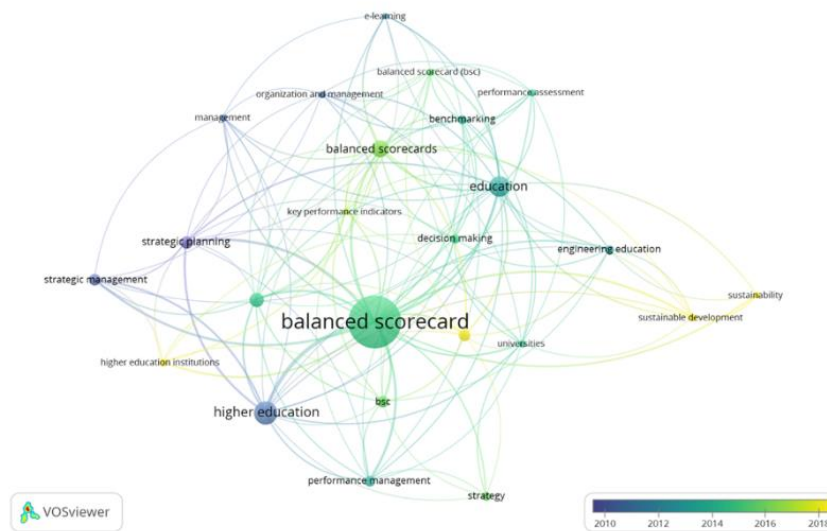 e-learning
balanced scorecard (bsc)
performance assessment
organization and management
management
benchmarking
balanced scorecards
education
key performance indicators
strategic planning
decision making
engineering education
strategic management
sustainability
balanced scorecard
sustainable development
universities
higher education institutions
bsc
higher education
performance management
strategy
VOSviewer
2010 2012 2014 2016